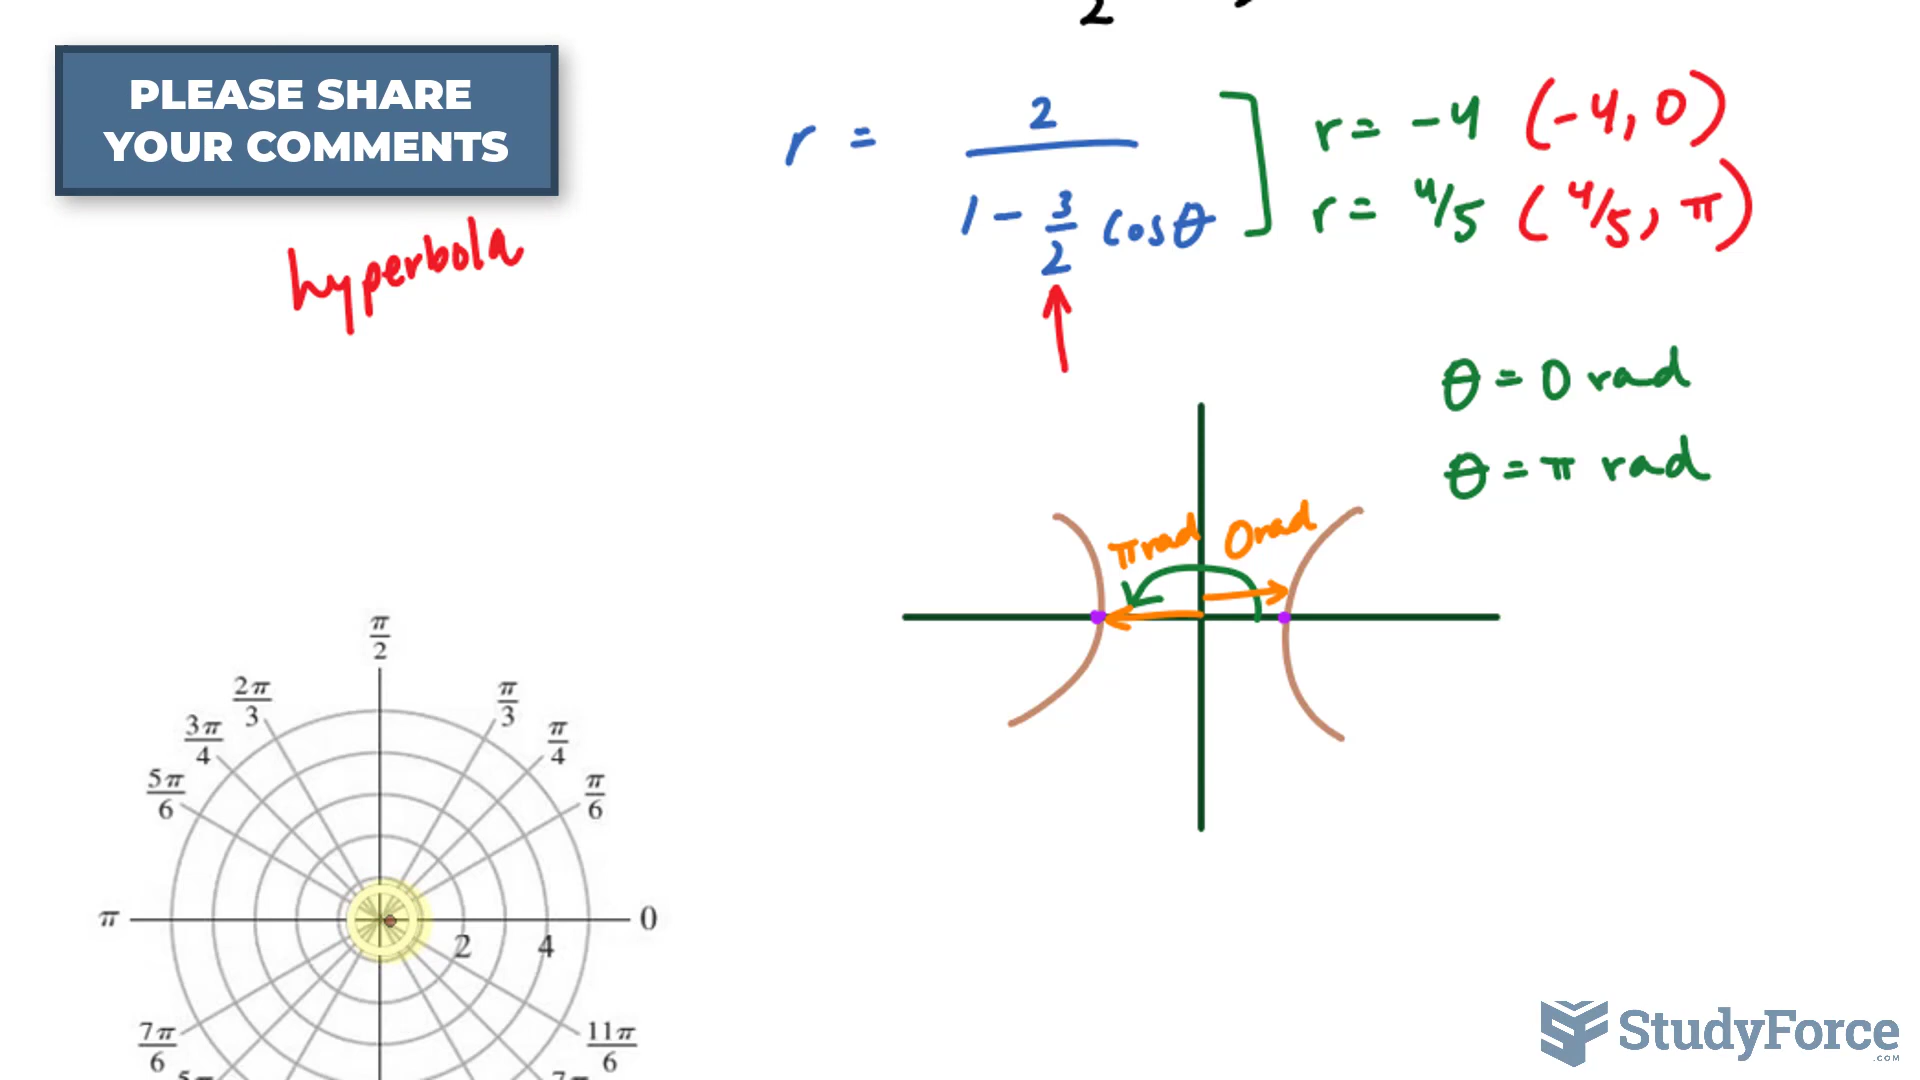 PLEASE SHARE
YOUR COMMENTS
hyperbola
2
r = 2 / (1 - 3/2 cosθ) ] r = -4 (-4, 0)
r = 4/5 (4/5, π)
θ = 0 rad
θ = π rad
π rad 0 rad
π/2
2π/3 π/3
3π/4 π/4
5π/6 π/6
π 0
2 4
7π/6 11π/6
StudyForce
.COM